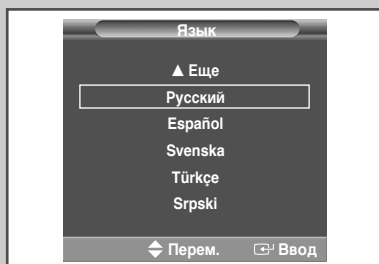 Язык
▲ Еще
Русский
Español
Svenska
Türkçe
Srpski
Перем. Ввод